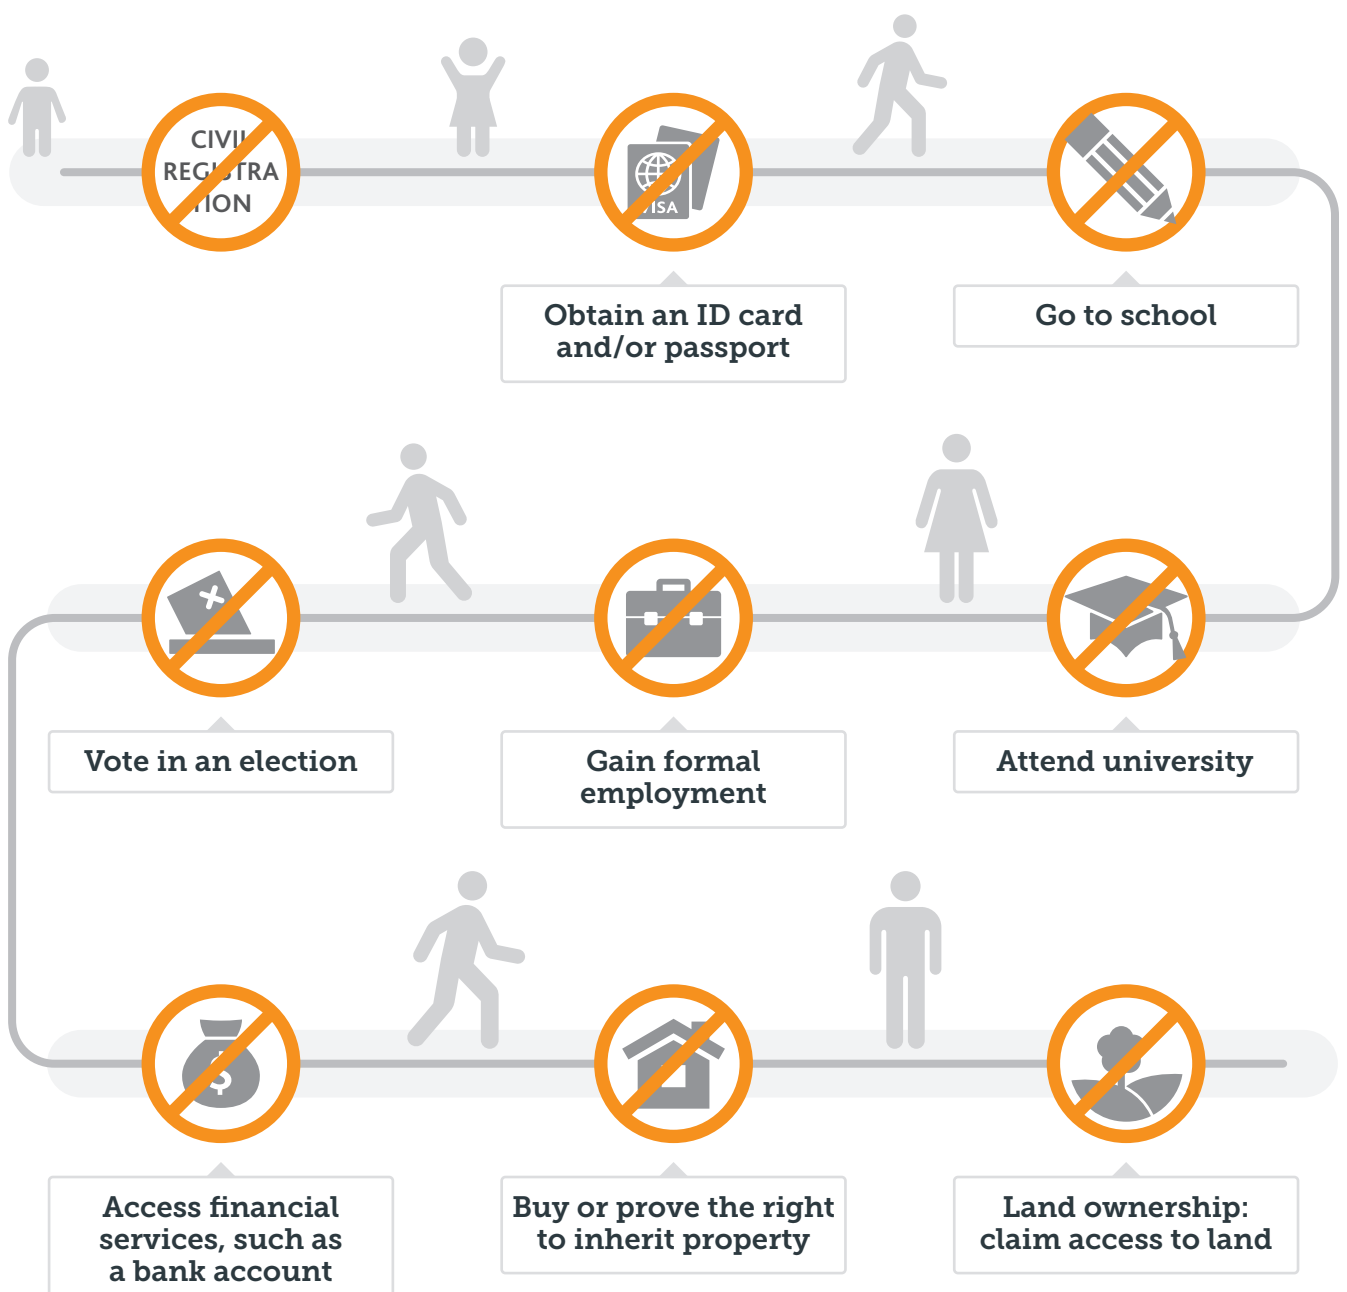 CIVIL
REGISTRA
TION
VISA
Obtain an ID card
and/or passport
Go to school
Vote in an election
Gain formal
employment
Attend university
$
Access financial
services, such as
a bank account
Buy or prove the right
to inherit property
Land ownership:
claim access to land